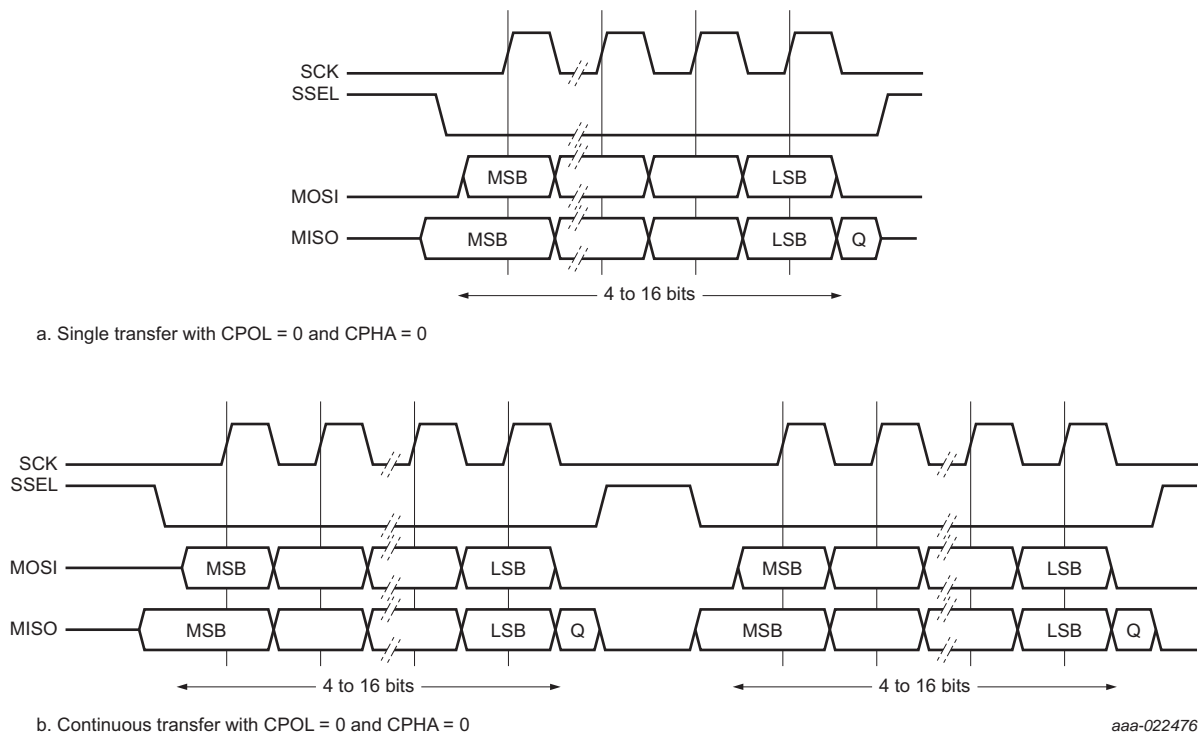 SCK
SSEL
MOSI MSB LSB
MISO MSB LSB Q
4 to 16 bits
a. Single transfer with CPOL = 0 and CPHA = 0
SCK
SSEL
MOSI MSB LSB MSB LSB
MISO MSB LSB Q MSB LSB Q
4 to 16 bits 4 to 16 bits
b. Continuous transfer with CPOL = 0 and CPHA = 0
aaa-022476